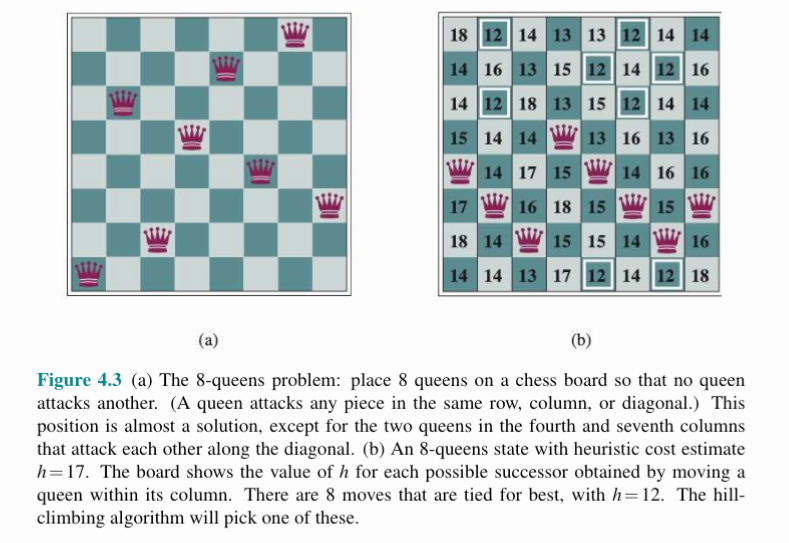 18 12 14 13 13 12 14 14
14 16 13 15 12 14 12 16
14 12 18 13 15 12 14 14
15 14 14 13 16 13 16
14 17 15 14 16 16
17 16 18 15 15
18 14 15 15 14 16
14 14 13 17 12 14 12 18
(a) (b)
Figure 4.3 (a) The 8-queens problem: place 8 queens on a chess board so that no queen
attacks another. (A queen attacks any piece in the same row, column, or diagonal.) This
position is almost a solution, except for the two queens in the fourth and seventh columns
that attack each other along the diagonal. (b) An 8-queens state with heuristic cost estimate
h=17. The board shows the value of h for each possible successor obtained by moving a
queen within its column. There are 8 moves that are tied for best, with h=12. The hill-
climbing algorithm will pick one of these.